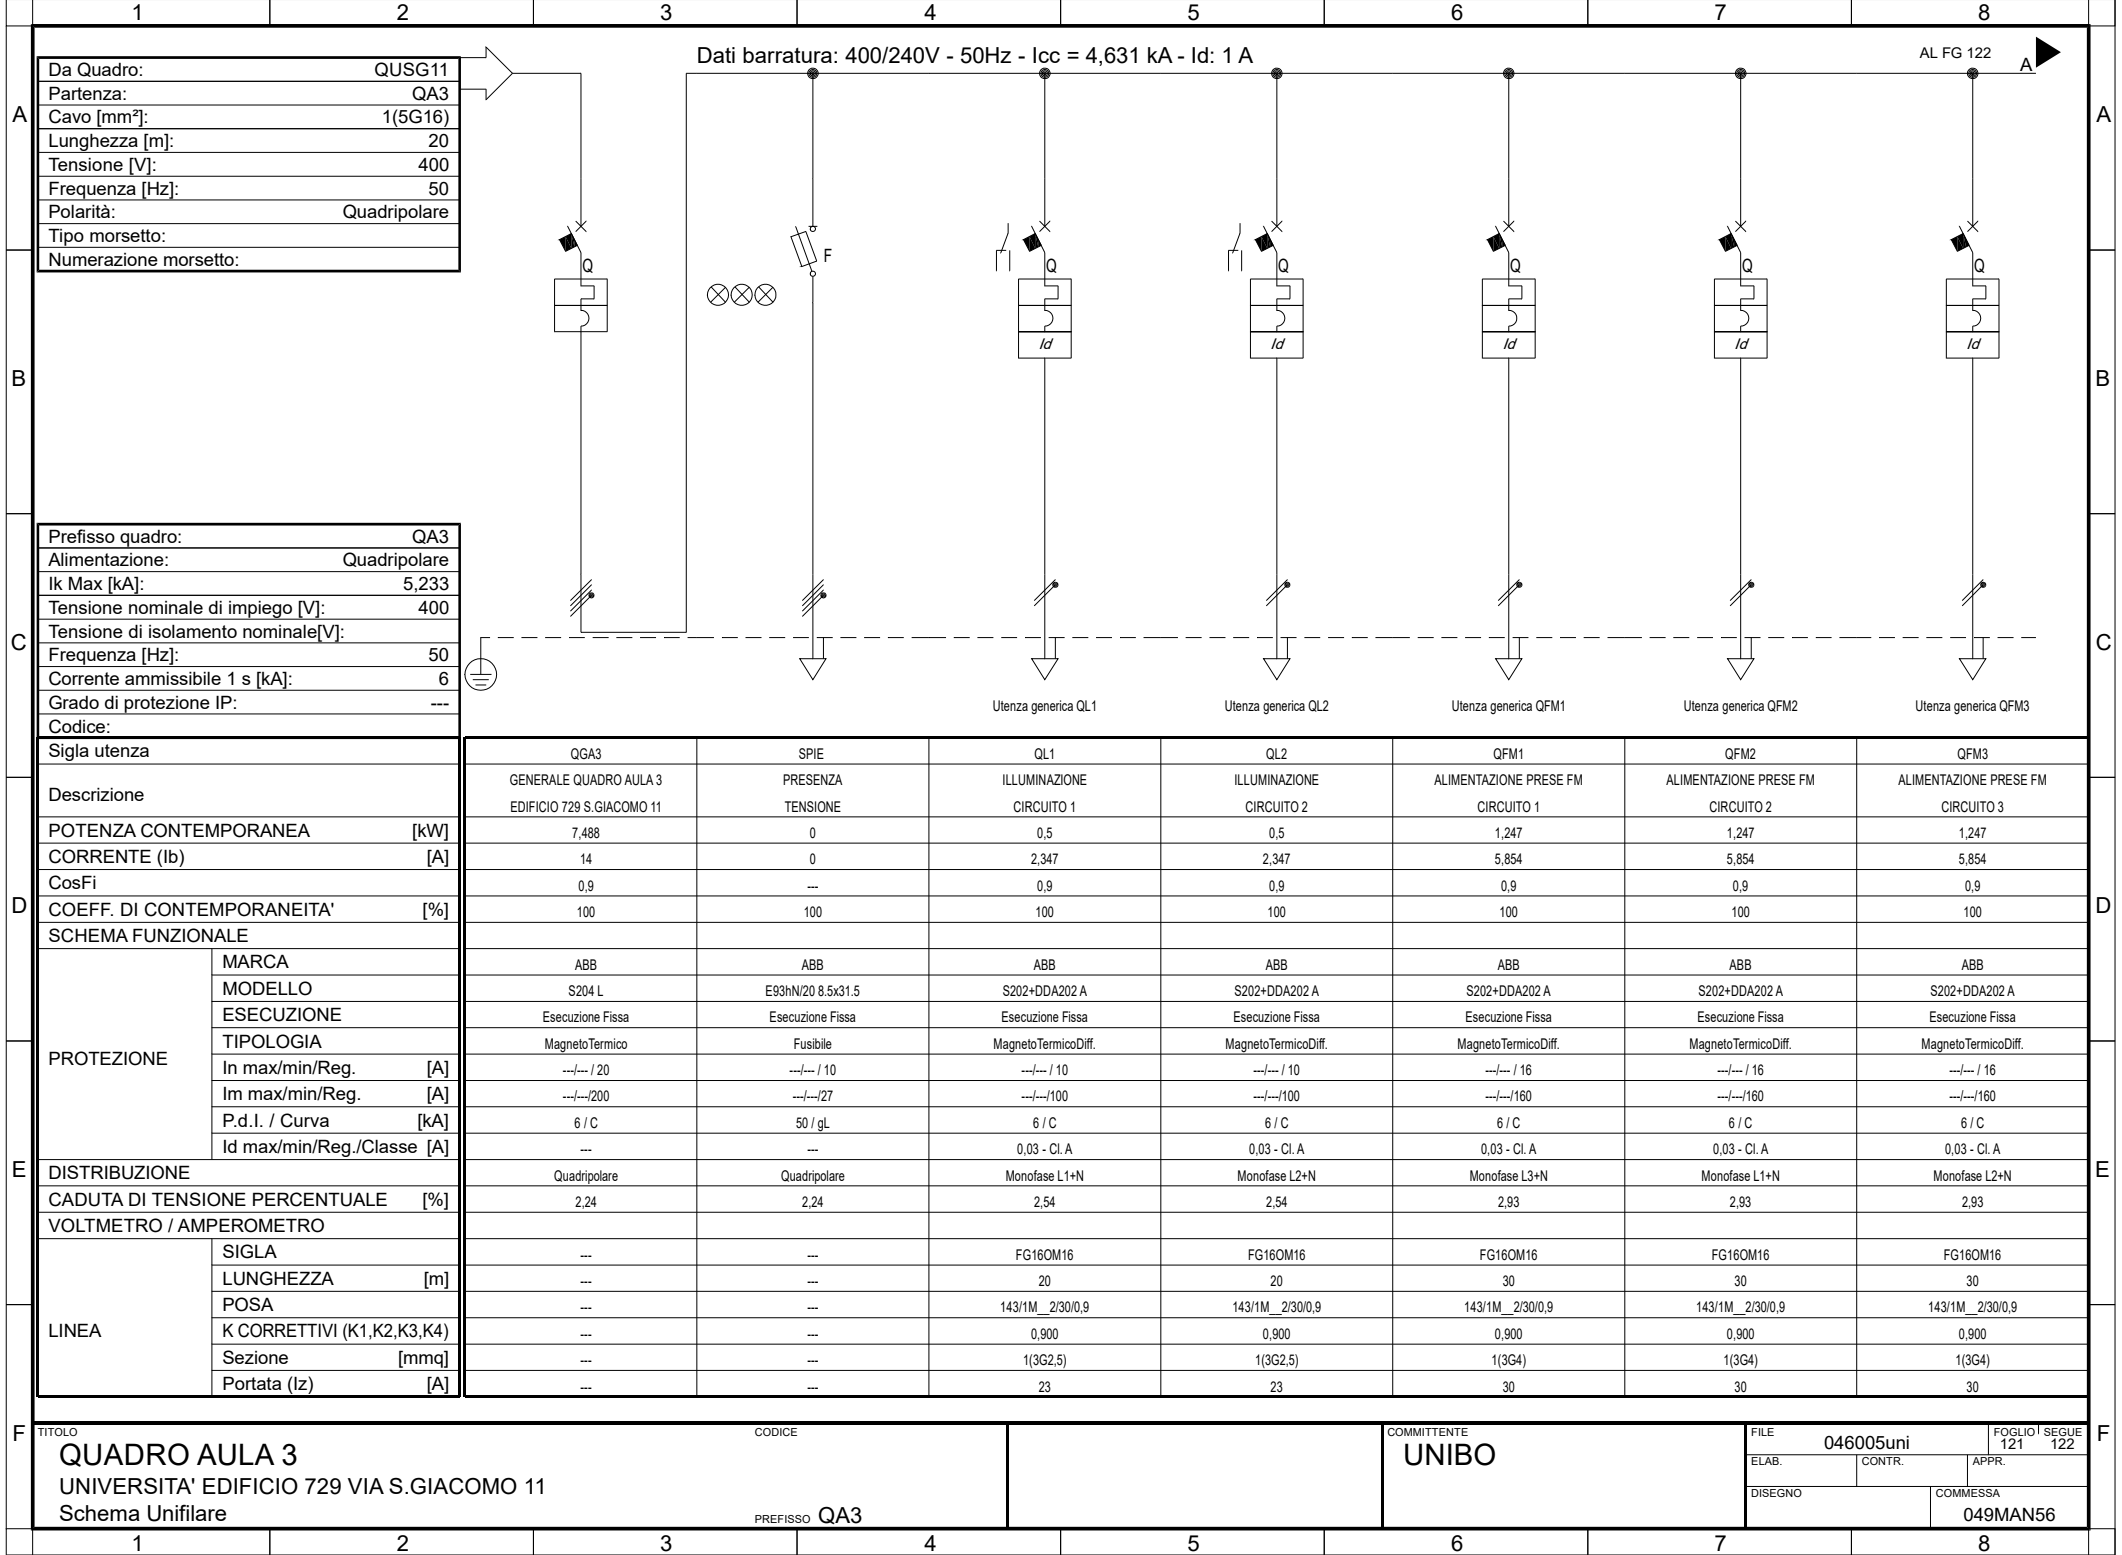 1 2 3 4 5 6 7 8
Dati barratura: 400/240V - 50Hz - Icc = 4,631 kA - Id: 1 A
AL FG 122 A
Da Quadro: QUSG11
Partenza: QA3
Cavo [mm²]: 1(5G16)
Lunghezza [m]: 20
Tensione [V]: 400
Frequenza [Hz]: 50
Polarità: Quadripolare
Tipo morsetto:
Numerazione morsetto:
A A
Q F Q Q Q Q Q
Id Id Id Id Id
B B
Prefisso quadro: QA3
Alimentazione: Quadripolare
Ik Max [kA]: 5,233
Tensione nominale di impiego [V]: 400
Tensione di isolamento nominale[V]:
Frequenza [Hz]: 50
Corrente ammissibile 1 s [kA]: 6
Grado di protezione IP: ---
Codice:
C C
Utenza generica QL1 Utenza generica QL2 Utenza generica QFM1 Utenza generica QFM2 Utenza generica QFM3
Sigla utenza QGA3 SPIE QL1 QL2 QFM1 QFM2 QFM3
Descrizione
GENERALE QUADRO AULA 3 PRESENZA ILLUMINAZIONE ILLUMINAZIONE ALIMENTAZIONE PRESE FM ALIMENTAZIONE PRESE FM ALIMENTAZIONE PRESE FM
EDIFICIO 729 S.GIACOMO 11 TENSIONE CIRCUITO 1 CIRCUITO 2 CIRCUITO 1 CIRCUITO 2 CIRCUITO 3
POTENZA CONTEMPORANEA [kW] 7,488 0 0,5 0,5 1,247 1,247 1,247
CORRENTE (Ib) [A] 14 0 2,347 2,347 5,854 5,854 5,854
CosFi 0,9 --- 0,9 0,9 0,9 0,9 0,9
D D
COEFF. DI CONTEMPORANEITA' [%] 100 100 100 100 100 100 100
SCHEMA FUNZIONALE
PROTEZIONE
MARCA ABB ABB ABB ABB ABB ABB ABB
MODELLO S204 L E93hN/20 8.5x31.5 S202+DDA202 A S202+DDA202 A S202+DDA202 A S202+DDA202 A S202+DDA202 A
ESECUZIONE Esecuzione Fissa Esecuzione Fissa Esecuzione Fissa Esecuzione Fissa Esecuzione Fissa Esecuzione Fissa Esecuzione Fissa
TIPOLOGIA MagnetoTermico Fusibile MagnetoTermicoDiff. MagnetoTermicoDiff. MagnetoTermicoDiff. MagnetoTermicoDiff. MagnetoTermicoDiff.
In max/min/Reg. [A] ---/--- / 20 ---/--- / 10 ---/--- / 10 ---/--- / 10 ---/--- / 16 ---/--- / 16 ---/--- / 16
Im max/min/Reg. [A] ---/---/200 ---/---/27 ---/---/100 ---/---/100 ---/---/160 ---/---/160 ---/---/160
P.d.I. / Curva [kA] 6 / C 50 / gL 6 / C 6 / C 6 / C 6 / C 6 / C
Id max/min/Reg./Classe [A] --- --- 0,03 - Cl. A 0,03 - Cl. A 0,03 - Cl. A 0,03 - Cl. A 0,03 - Cl. A
E E
DISTRIBUZIONE Quadripolare Quadripolare Monofase L1+N Monofase L2+N Monofase L3+N Monofase L1+N Monofase L2+N
CADUTA DI TENSIONE PERCENTUALE [%] 2,24 2,24 2,54 2,54 2,93 2,93 2,93
VOLTMETRO / AMPEROMETRO
LINEA
SIGLA --- --- FG16OM16 FG16OM16 FG16OM16 FG16OM16 FG16OM16
LUNGHEZZA [m] --- --- 20 20 30 30 30
POSA --- --- 143/1M__2/30/0,9 143/1M__2/30/0,9 143/1M__2/30/0,9 143/1M__2/30/0,9 143/1M__2/30/0,9
K CORRETTIVI (K1,K2,K3,K4) --- --- 0,900 0,900 0,900 0,900 0,900
Sezione [mmq] --- --- 1(3G2,5) 1(3G2,5) 1(3G4) 1(3G4) 1(3G4)
Portata (Iz) [A] --- --- 23 23 30 30 30
F F
TITOLO CODICE COMMITTENTE FILE FOGLIO SEGUE
QUADRO AULA 3 UNIBO 046005uni 121 122
ELAB. CONTR. APPR.
UNIVERSITA' EDIFICIO 729 VIA S.GIACOMO 11
DISEGNO COMMESSA
Schema Unifilare PREFISSO QA3 049MAN56
1 2 3 4 5 6 7 8